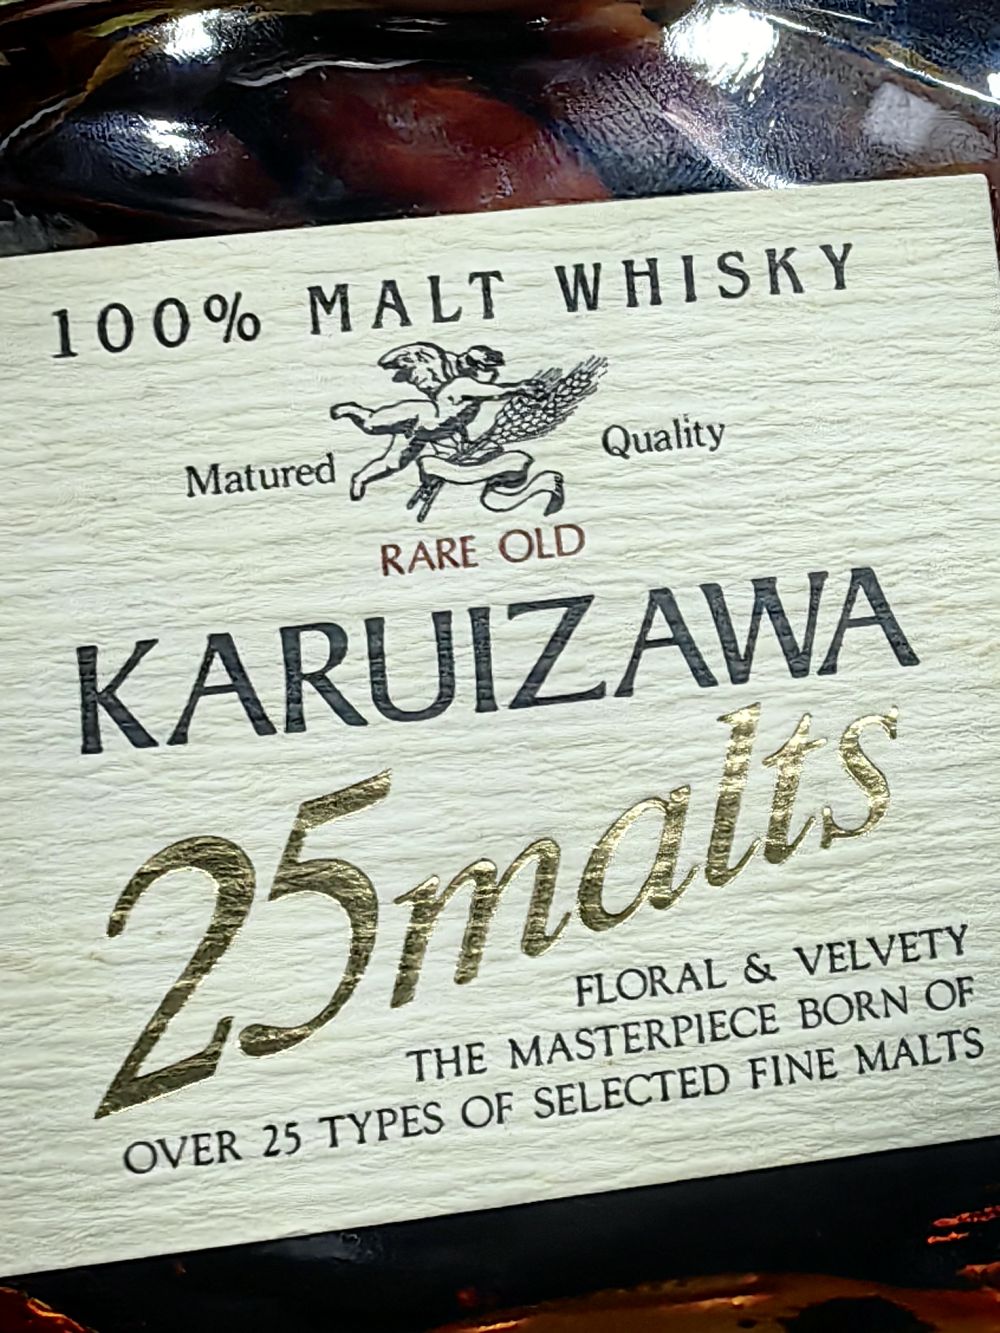 100% MALT WHISKY
Matured Quality
RARE OLD
KARUIZAWA
25malts
FLORAL & VELVETY
THE MASTERPIECE BORN OF
OVER 25 TYPES OF SELECTED FINE MALTS